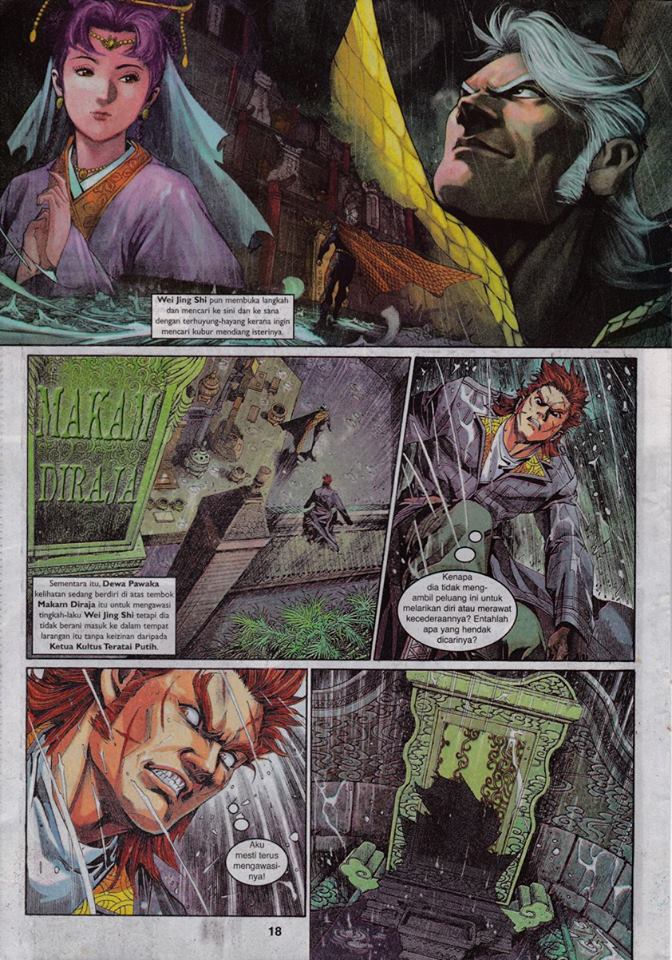 Wei Jing Shi pun membuka langkah
dan mencari ke sini dan ke sana
dengan terhuyung-hayang kerana ingin
mencari kubur mendiang isterinya.
MAKAM
DIRAJA
Sementara itu, Dewa Pawaka
kelihatan sedang berdiri di atas tembok
Makam Diraja itu untuk mengawasi
tingkah-laku Wei Jing Shi tetapi dia
tidak berani masuk ke dalam tempat
larangan itu tanpa keizinan daripada
Ketua Kultus Teratai Putih.
Kenapa
dia tidak meng-
ambil peluang ini untuk
melarikan diri atau merawat
kecederaannya? Entahlah
apa yang hendak
dicarinya?
Aku
mesti terus
mengawasi-
nya!
18